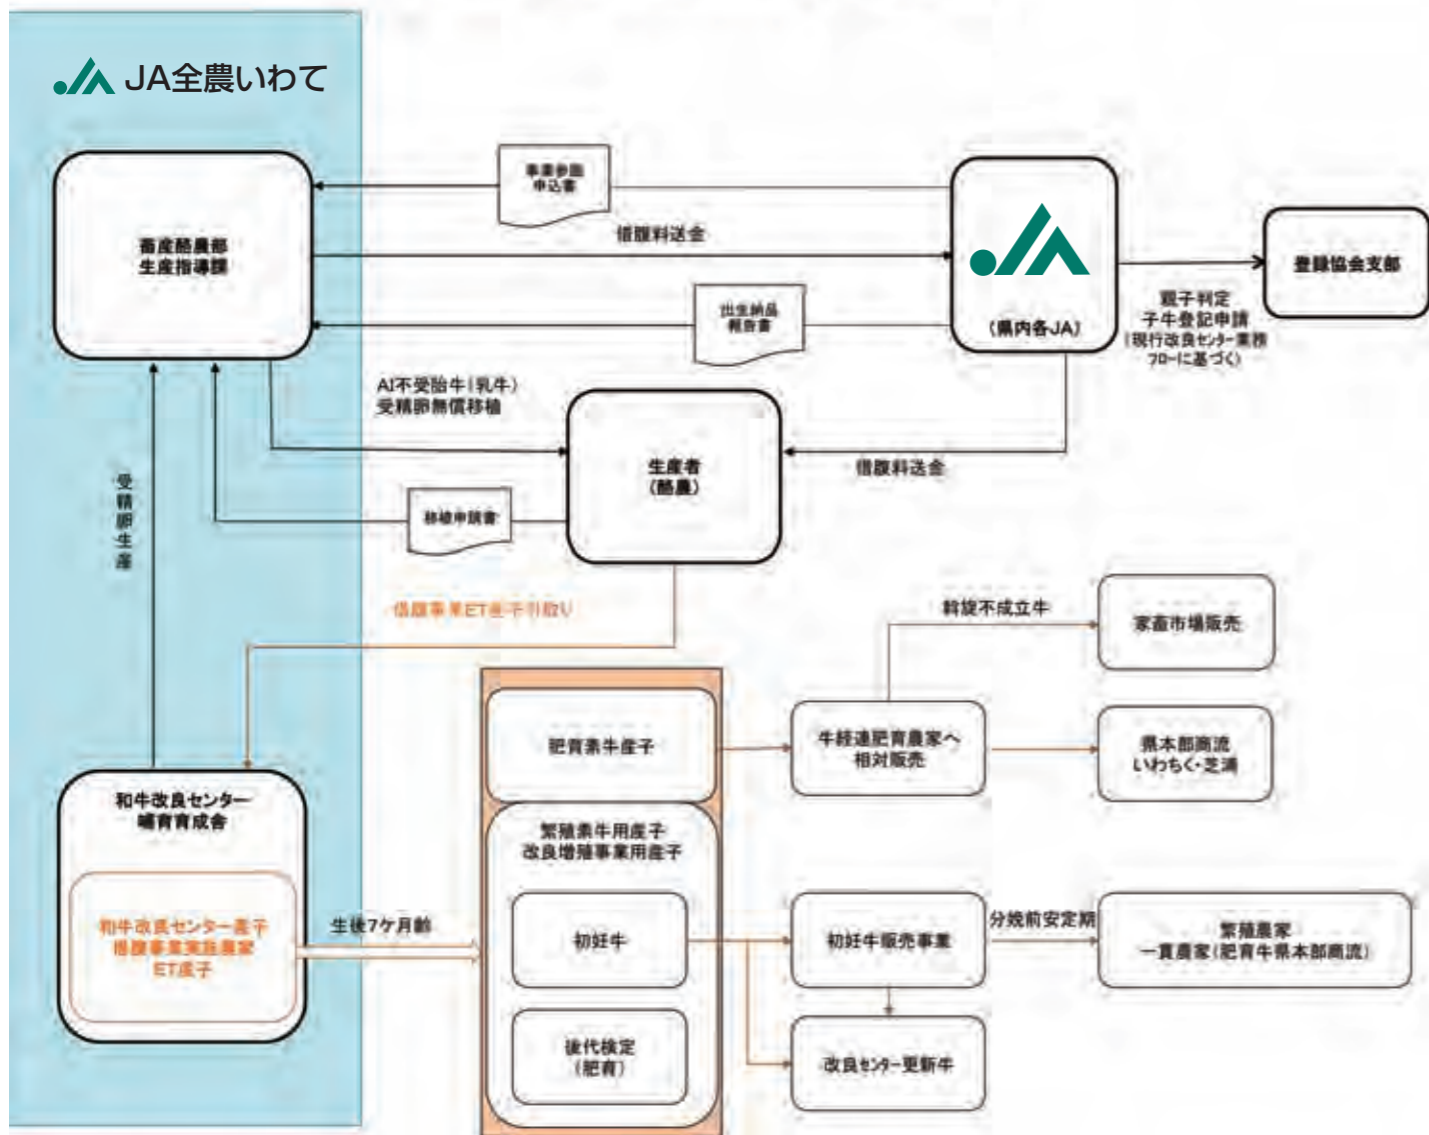 JA全農いわて
事業参画
申込書
畜産酪農部
生産指導課
借腹料送金
登録協会支部
出生納品
報告書
(県内各JA)
親子判定
子牛登記申請
(現行改良センター業務
フローに基づく)
AI不受胎牛(乳牛)
受精卵無償移植
生産者
(酪農)
借腹料送金
受精卵生産
移植申請書
借腹事業ET産子引取り
斡旋不成立牛
家畜市場販売
肥育素牛産子
牛経連肥育農家へ
相対販売
県本部商流
いわちく・芝浦
和牛改良センター
哺育育成舎
繁殖素牛用産子
改良増殖事業用産子
和牛改良センター産子
借腹事業実施農家
ET産子
生後7ケ月齢
初妊牛
初妊牛販売事業
分娩前安定期
繁殖農家
一貫農家(肥育牛県本部商流)
後代検定
(肥育)
改良センター更新牛